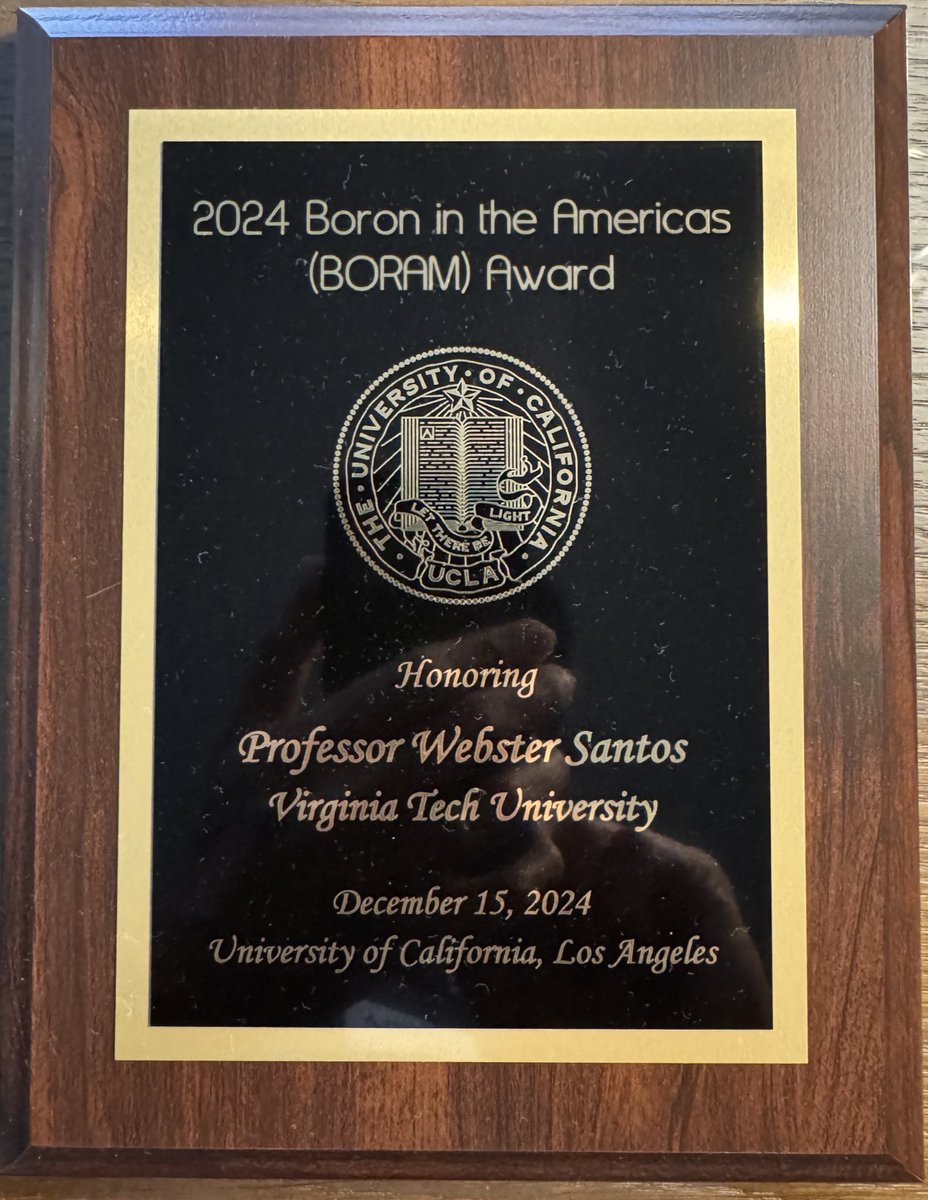 2024 Boron in the Americas
(BORAM) Award
THE · UNIVERSITY · OF · CALIFORNIA ·
LET THERE BE LIGHT
UCLA
Honoring
Professor Webster Santos
Virginia Tech University
December 15, 2024
University of California, Los Angeles